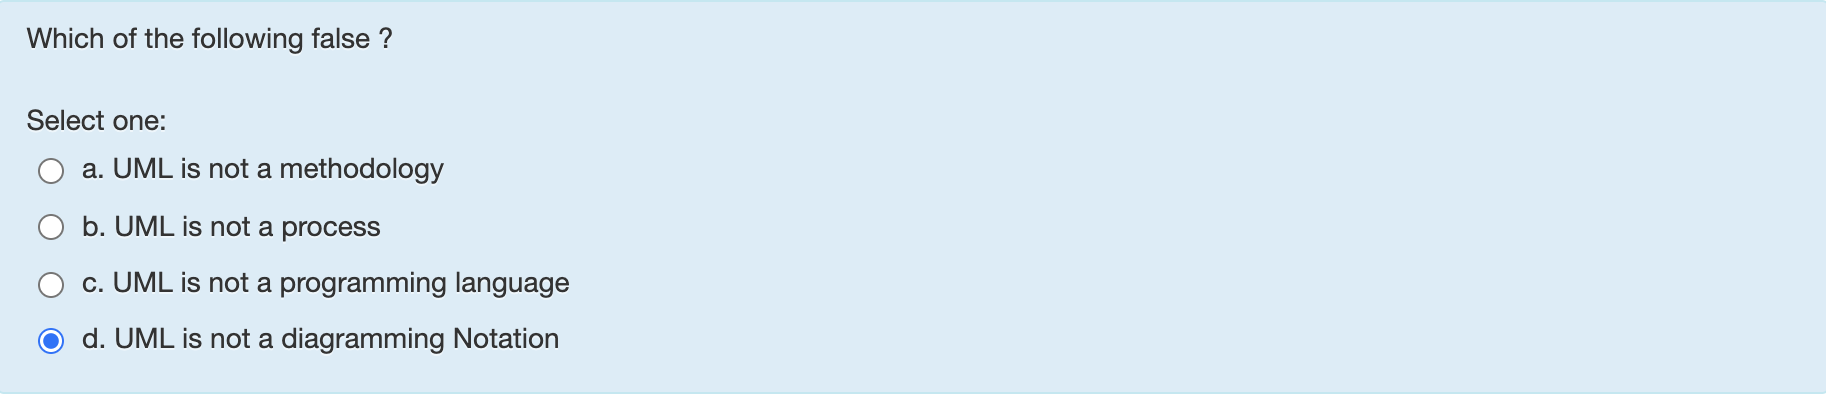 Which of the following false ?
Select one:
a. UML is not a methodology
b. UML is not a process
c. UML is not a programming language
d. UML is not a diagramming Notation